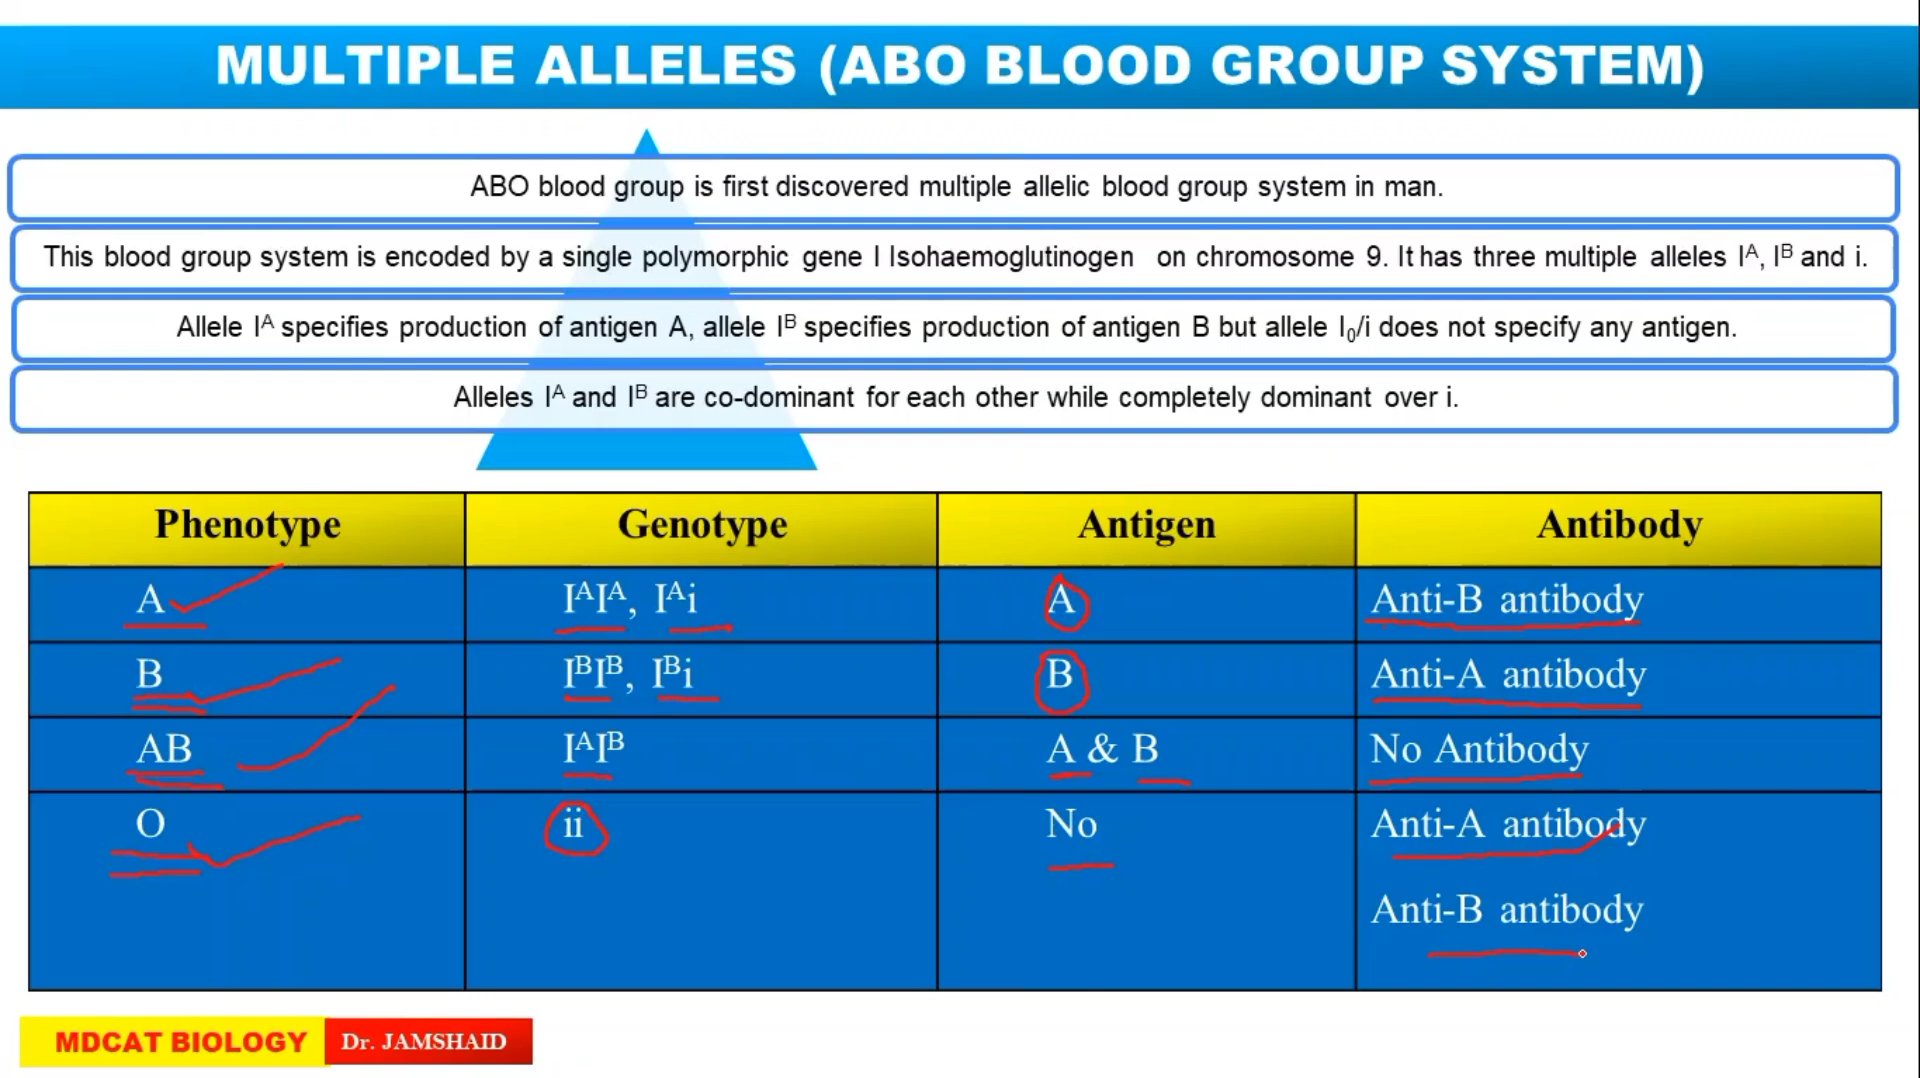 MULTIPLE ALLELES (ABO BLOOD GROUP SYSTEM)
ABO blood group is first discovered multiple allelic blood group system in man.
This blood group system is encoded by a single polymorphic gene I Isohaemoglutinogen on chromosome 9. It has three multiple alleles Iᴬ, Iᴮ and i.
Allele Iᴬ specifies production of antigen A, allele Iᴮ specifies production of antigen B but allele I₀/i does not specify any antigen.
Alleles Iᴬ and Iᴮ are co-dominant for each other while completely dominant over i.
Phenotype Genotype Antigen Antibody
A IᴬIᴬ, Iᴬi A Anti-B antibody
B IᴮIᴮ, Iᴮi B Anti-A antibody
AB IᴬIᴮ A & B No Antibody
O ii No Anti-A antibody
Anti-B antibody
MDCAT BIOLOGY Dr. JAMSHAID